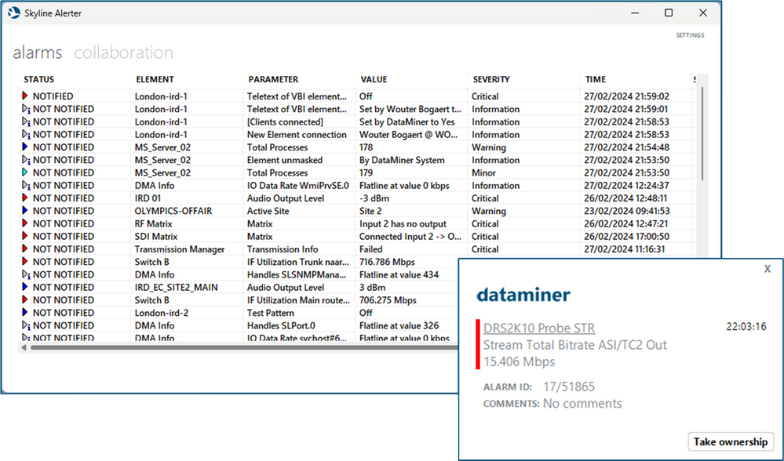 Skyline Alerter
SETTINGS
alarms collaboration
STATUS ELEMENT PARAMETER VALUE SEVERITY TIME S
NOTIFIED London-ird-1 Teletext of VBI element... Off Critical 27/02/2024 21:59:02
NOT NOTIFIED London-ird-1 Teletext of VBI element... Set by Wouter Bogaert t... Information 27/02/2024 21:59:01
NOT NOTIFIED London-ird-1 [Clients connected] Set by DataMiner to Yes Information 27/02/2024 21:58:53
NOT NOTIFIED London-ird-1 New Element connection Wouter Bogaert @ WO... Information 27/02/2024 21:58:53
NOT NOTIFIED MS_Server_02 Total Processes 178 Warning 27/02/2024 21:54:48
NOT NOTIFIED MS_Server_02 Element unmasked By DataMiner System Information 27/02/2024 21:53:50
NOT NOTIFIED MS_Server_02 Total Processes 179 Minor 27/02/2024 21:53:50
NOT NOTIFIED DMA Info IO Data Rate WmiPrvSE.0 Flatline at value 0 kbps Information 27/02/2024 12:24:37
NOT NOTIFIED IRD 01 Audio Output Level -3 dBm Critical 26/02/2024 12:48:11
NOT NOTIFIED OLYMPICS-OFFAIR Active Site Site 2 Warning 23/02/2024 09:41:53
NOT NOTIFIED RF Matrix Matrix Input 2 has no output Critical 26/02/2024 12:47:21
NOT NOTIFIED SDI Matrix Matrix Connected Input 2 -> O... Critical 26/02/2024 17:00:50
NOT NOTIFIED Transmission Manager Transmission Info Failed Critical 27/02/2024 11:16:31
NOT NOTIFIED Switch B IF Utilization Trunk naar... 716.786 Mbps
NOT NOTIFIED DMA Info Handles SLSNMPMana... Flatline at value 434
NOT NOTIFIED IRD_EC_SITE2_MAIN Audio Output Level 3 dBm
NOT NOTIFIED Switch B IF Utilization Main route... 706.275 Mbps
NOT NOTIFIED London-ird-2 Test Pattern Off
NOT NOTIFIED DMA Info Handles SLPort.0 Flatline at value 326
NOT NOTIFIED DMA Info IO Data Rate svchost#6... Flatline at value 0 kbps
X
dataminer
DRS2K10 Probe STR 22:03:16
Stream Total Bitrate ASI/TC2 Out
15.406 Mbps
ALARM ID: 17/51865
COMMENTS: No comments
Take ownership